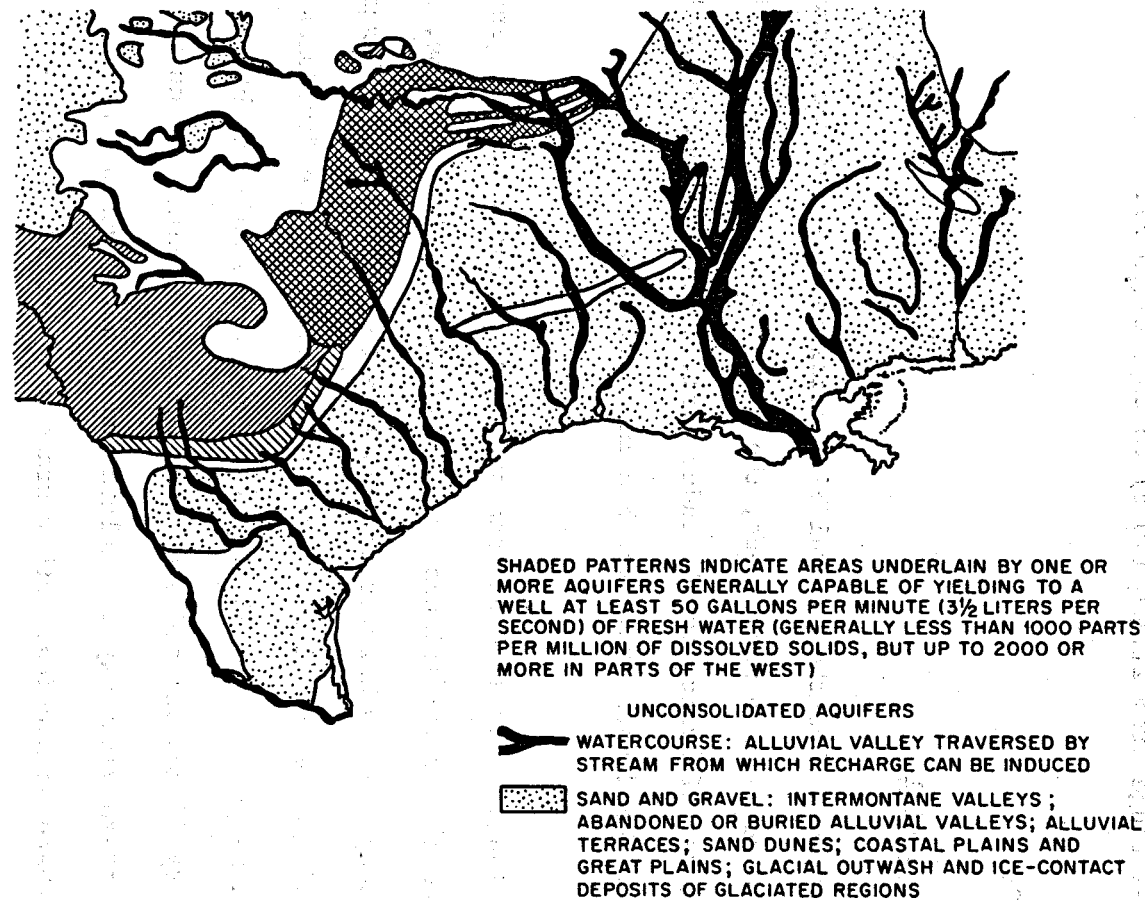 SHADED PATTERNS INDICATE AREAS UNDERLAIN BY ONE OR
MORE AQUIFERS GENERALLY CAPABLE OF YIELDING TO A
WELL AT LEAST 50 GALLONS PER MINUTE (3½ LITERS PER
SECOND) OF FRESH WATER (GENERALLY LESS THAN 1000 PARTS
PER MILLION OF DISSOLVED SOLIDS, BUT UP TO 2000 OR
MORE IN PARTS OF THE WEST)
UNCONSOLIDATED AQUIFERS
WATERCOURSE: ALLUVIAL VALLEY TRAVERSED BY
STREAM FROM WHICH RECHARGE CAN BE INDUCED
SAND AND GRAVEL: INTERMONTANE VALLEYS;
ABANDONED OR BURIED ALLUVIAL VALLEYS; ALLUVIAL
TERRACES; SAND DUNES; COASTAL PLAINS AND
GREAT PLAINS; GLACIAL OUTWASH AND ICE-CONTACT
DEPOSITS OF GLACIATED REGIONS